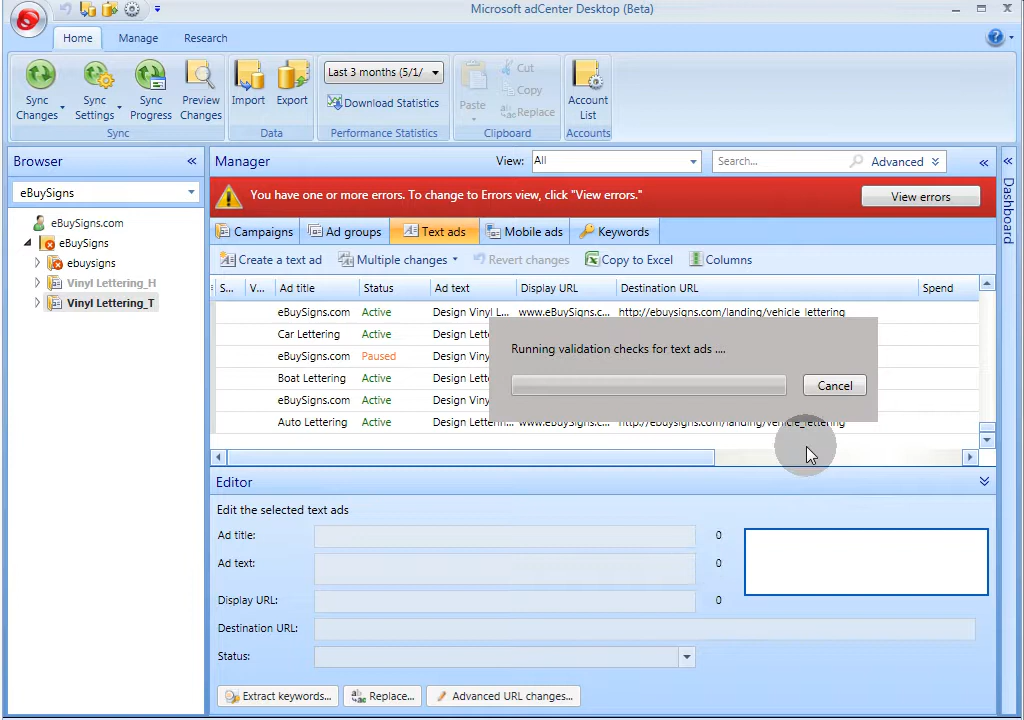 Microsoft adCenter Desktop (Beta)
Home Manage Research
Sync Changes
Sync Settings
Sync Progress
Preview Changes
Sync
Import
Export
Data
Last 3 months (5/1/
Download Statistics
Performance Statistics
Paste
Cut
Copy
Replace
Clipboard
Account List
Accounts
Browser
eBuySigns
eBuySigns.com
eBuySigns
ebuysigns
Vinyl Lettering_H
Vinyl Lettering_T
Manager
View: All
Search...
Advanced
Dashboard
You have one or more errors. To change to Errors view, click "View errors."
View errors
Campaigns Ad groups Text ads Mobile ads Keywords
Create a text ad Multiple changes Revert changes Copy to Excel Columns
S... V... Ad title Status Ad text Display URL Destination URL Spend
eBuySigns.com Active Design Vinyl L... www.eBuySigns.c... http://ebuysigns.com/landing/vehicle_lettering
Car Lettering Active Design Lett
eBuySigns.com Paused Design Viny
Boat Lettering Active Design Lett
eBuySigns.com Active Design Viny
Auto Lettering Active Design Lettering... www.eBuySigns.c... http://ebuysigns.com/landing/vehicle_lettering
Running validation checks for text ads ....
Cancel
Editor
Edit the selected text ads
Ad title: 0
Ad text: 0
Display URL: 0
Destination URL:
Status:
Extract keywords... Replace... Advanced URL changes...